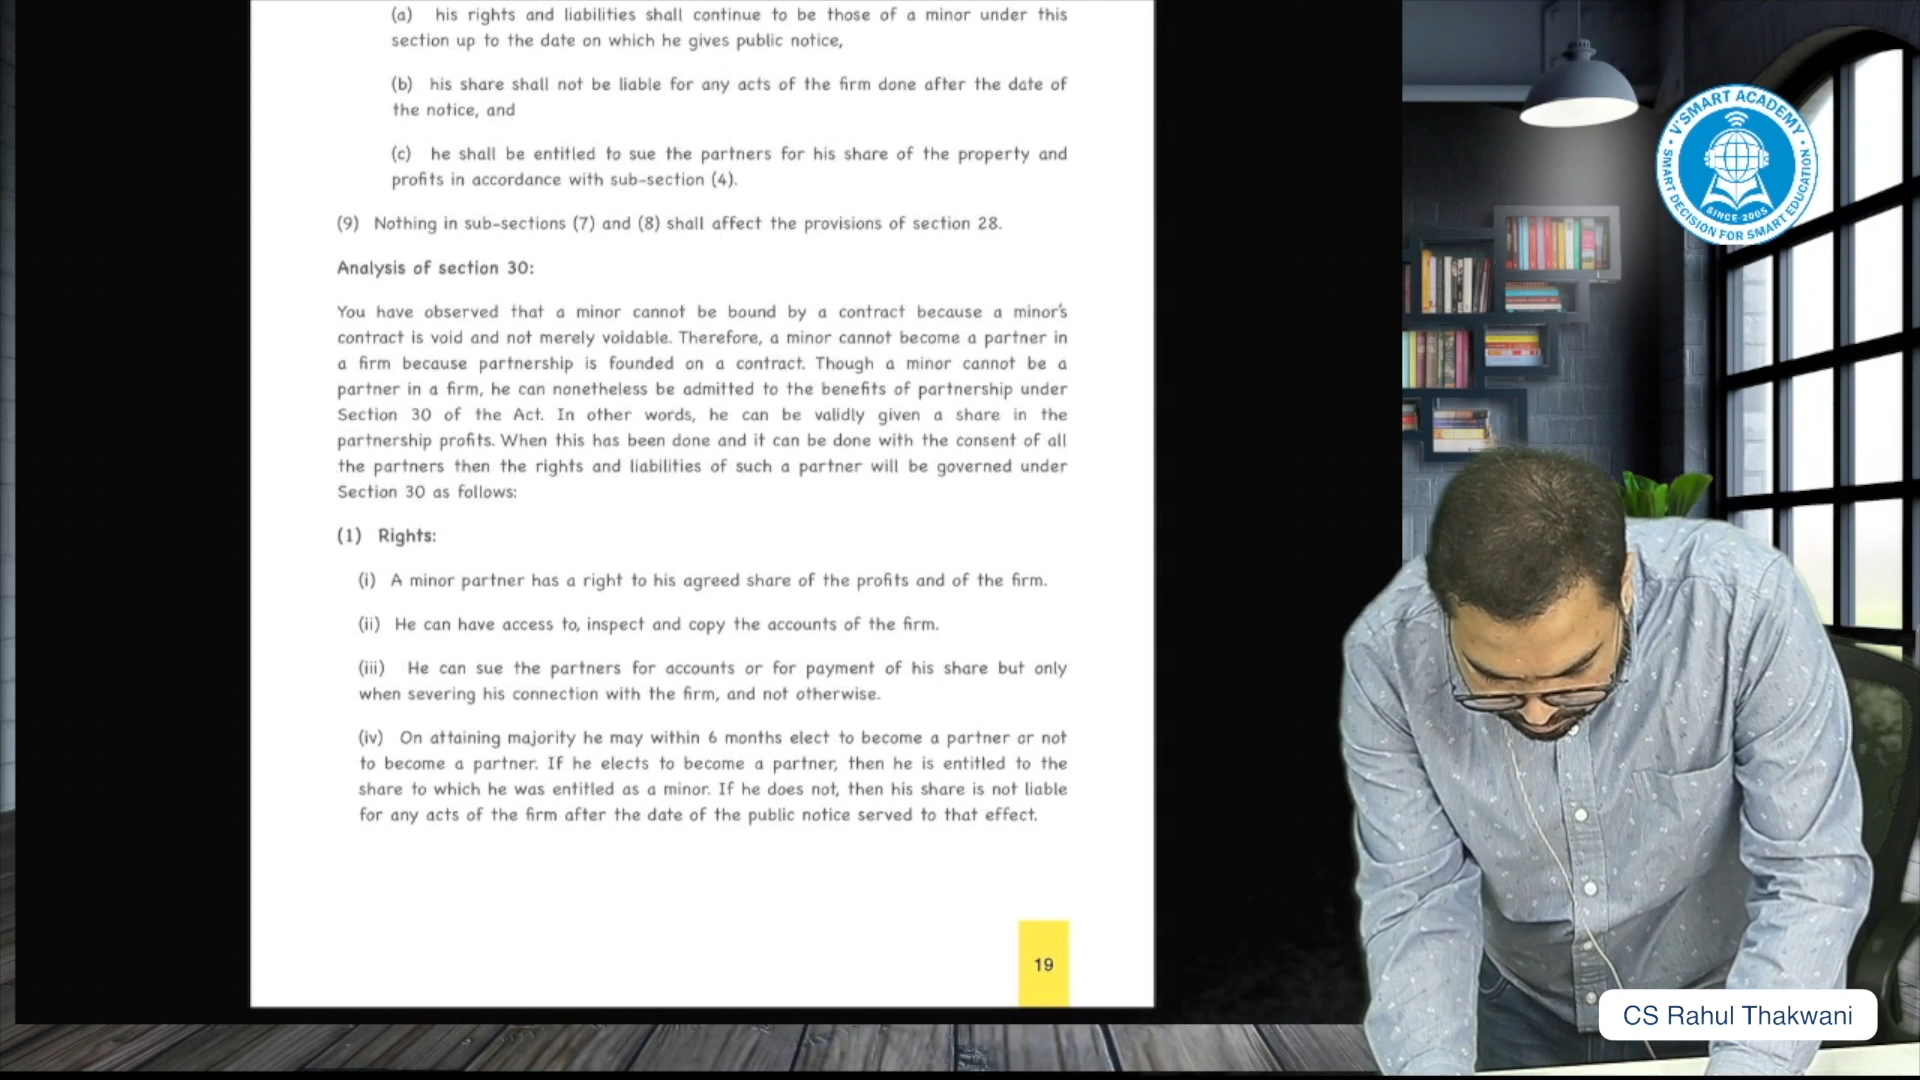 (a) his rights and liabilities shall continue to be those of a minor under this
section up to the date on which he gives public notice,
(b) his share shall not be liable for any acts of the firm done after the date of
the notice, and
(c) he shall be entitled to sue the partners for his share of the property and
profits in accordance with sub-section (4).
(9) Nothing in sub-sections (7) and (8) shall affect the provisions of section 28.
Analysis of section 30:
You have observed that a minor cannot be bound by a contract because a minor's
contract is void and not merely voidable. Therefore, a minor cannot become a partner in
a firm because partnership is founded on a contract. Though a minor cannot be a
partner in a firm, he can nonetheless be admitted to the benefits of partnership under
Section 30 of the Act. In other words, he can be validly given a share in the
partnership profits. When this has been done and it can be done with the consent of all
the partners then the rights and liabilities of such a partner will be governed under
Section 30 as follows:
(1) Rights:
(i) A minor partner has a right to his agreed share of the profits and of the firm.
(ii) He can have access to, inspect and copy the accounts of the firm.
(iii) He can sue the partners for accounts or for payment of his share but only
when severing his connection with the firm, and not otherwise.
(iv) On attaining majority he may within 6 months elect to become a partner or not
to become a partner. If he elects to become a partner, then he is entitled to the
share to which he was entitled as a minor. If he does not, then his share is not liable
for any acts of the firm after the date of the public notice served to that effect.
19
V'SMART ACADEMY
SMART DECISION FOR SMART EDUCATION
SINCE-2005
CS Rahul Thakwani